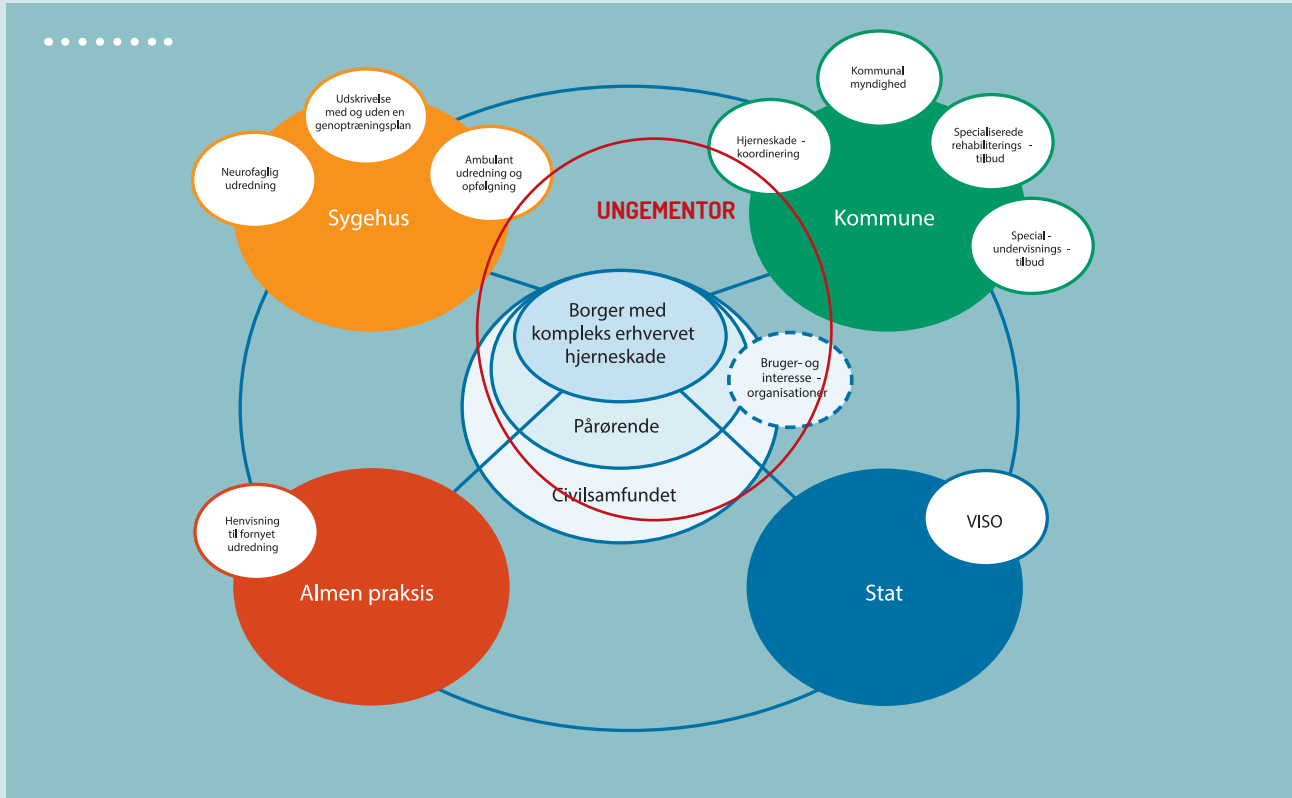 Udskrivelse
med og uden en
genoptræningsplan
Neurofaglig
udredning
Ambulant
udredning og
opfølgning
Sygehus
UNGEMENTOR
Kommunal
myndighed
Hjerneskade -
koordinering
Specialiserede
rehabiliterings -
tilbud
Special -
undervisnings -
tilbud
Kommune
Borger med
kompleks erhvervet
hjerneskade
Pårørende
Civilsamfundet
Bruger- og
interesse -
organisationer
Henvisning
til fornyet
udredning
Almen praksis
VISO
Stat